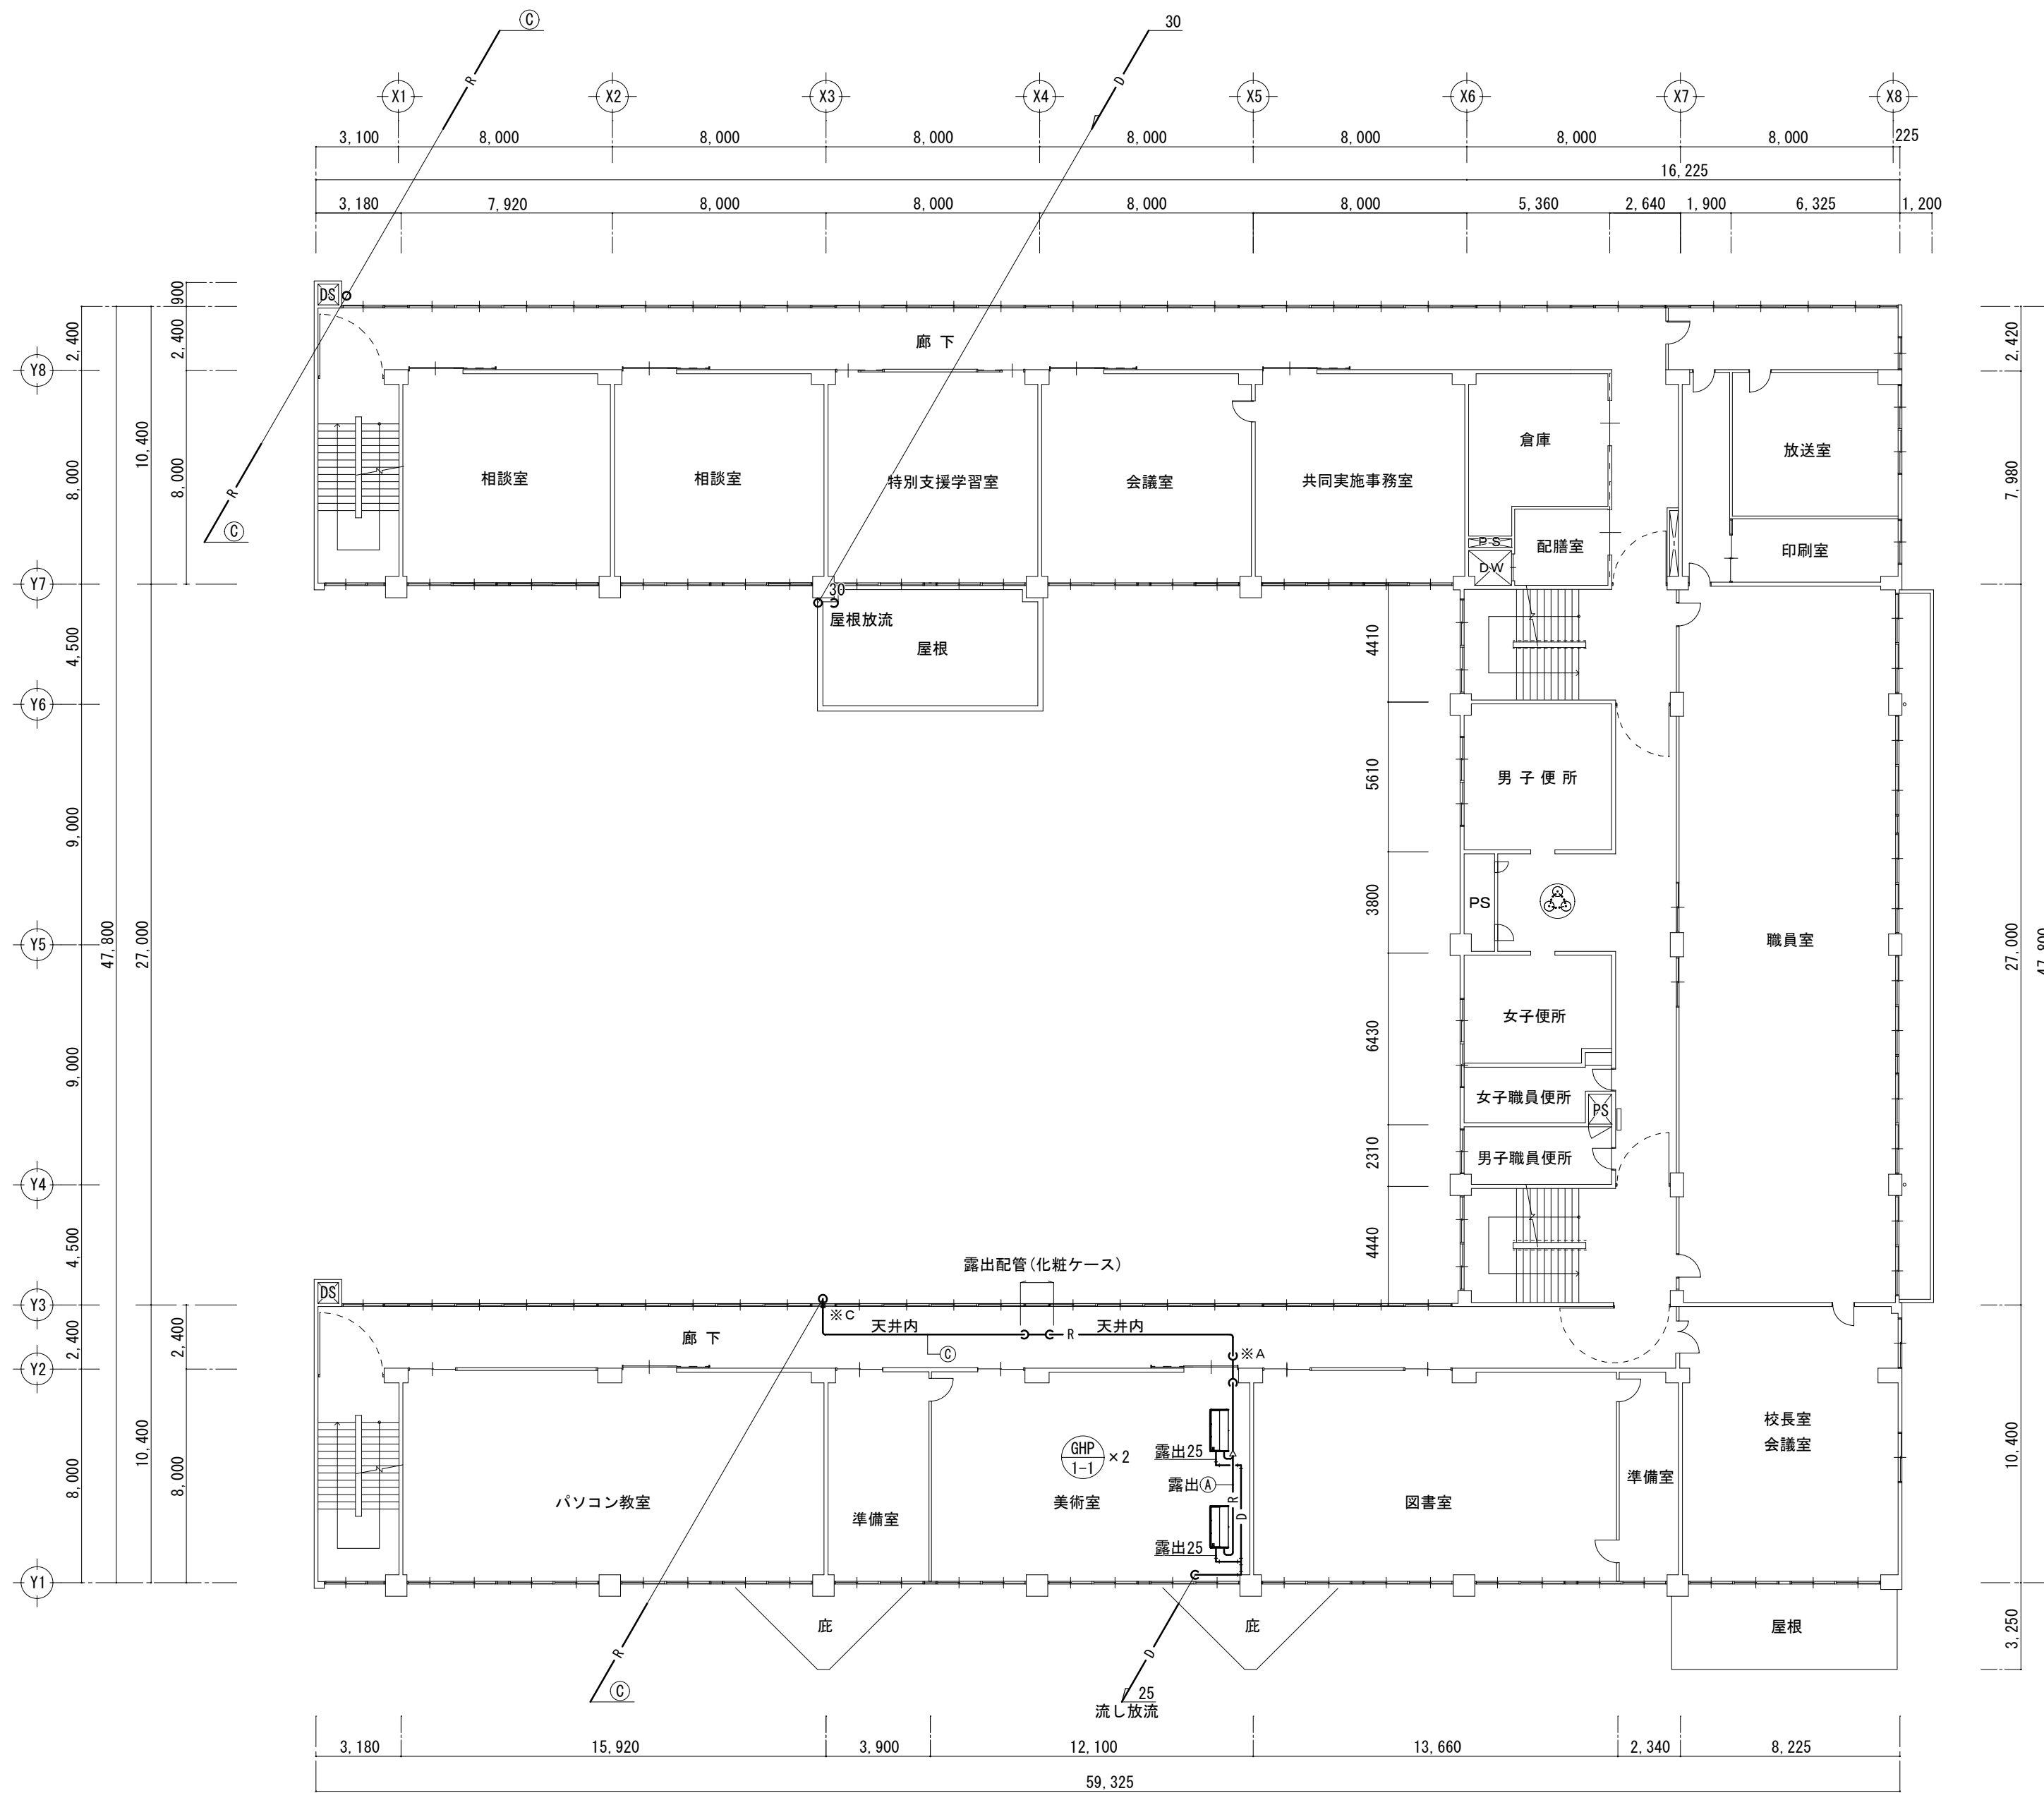 Ⓒ
30
R
D
X1
X2
X3
X4
X5
X6
X7
X8
3,100
8,000
8,000
8,000
8,000
8,000
8,000
8,000
225
16,225
3,180
7,920
8,000
8,000
8,000
8,000
5,360
2,640
1,900
6,325
1,200
900
2,400
2,400
10,400
8,000
8,000
Y8
Y7
4,500
Y6
9,000
47,800
27,000
Y5
9,000
Y4
4,500
Y3
2,400
2,400
Y2
10,400
8,000
8,000
Y1
DS
廊 下
相談室
相談室
特別支援学習室
会議室
共同実施事務室
倉庫
放送室
PS
配膳室
DW
印刷室
R
Ⓒ
30
屋根放流
屋根
4410
5610
3800
6430
2310
4440
男 子 便 所
PS
職員室
女子便所
女子職員便所
PS
男子職員便所
2,420
7,980
27,000
47,800
10,400
3,250
露出配管(化粧ケース)
DS
※C
天井内
R
天井内
廊 下
Ⓒ
※A
校長室
会議室
GHP
1-1
×2
露出25
露出Ⓐ
R
D
露出25
パソコン教室
準備室
美術室
図書室
準備室
庇
庇
屋根
R
Ⓒ
D
25
流し放流
3,180
15,920
3,900
12,100
13,660
2,340
8,225
59,325